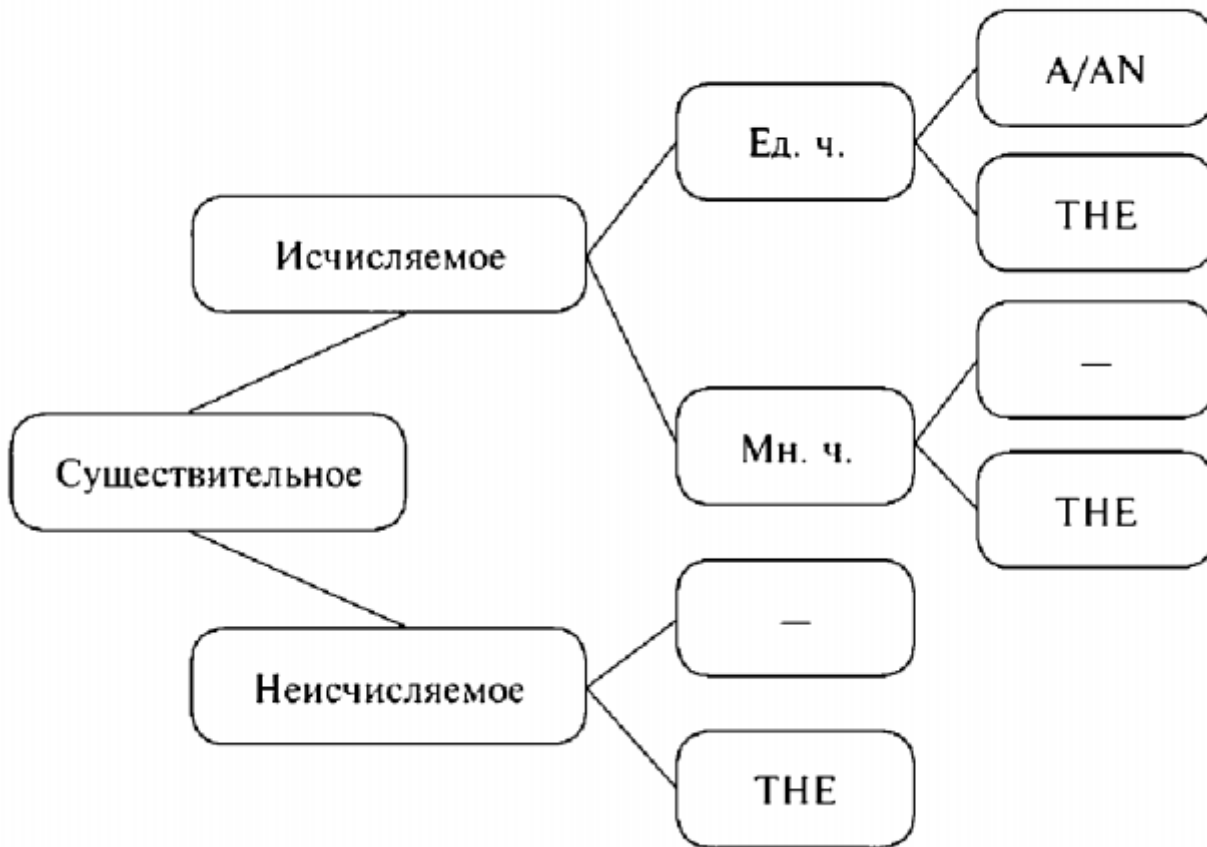 A/AN
Ед. ч.
THE
Исчисляемое
—
Мн. ч.
THE
Существительное
—
Неисчисляемое
THE